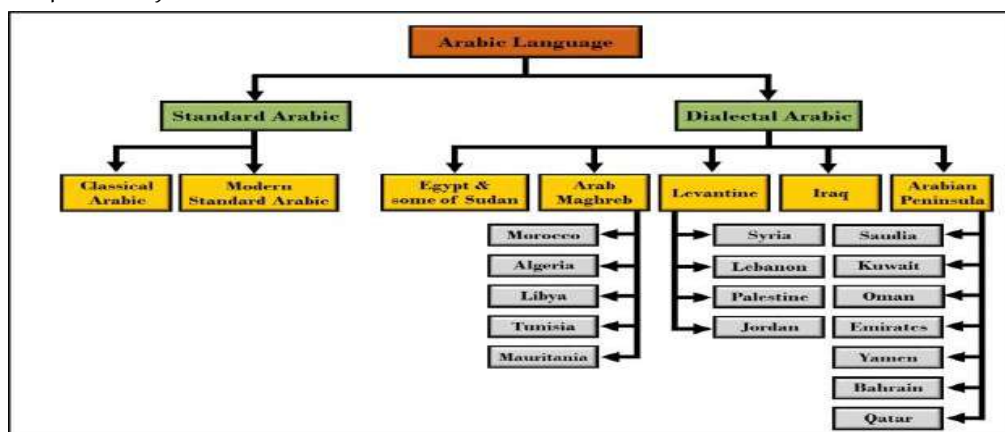 Arabic Language
Standard Arabic
Dialectal Arabic
Classical
Arabic
Modern
Standard Arabic
Egypt &
some of Sudan
Arab
Maghreb
Levantine
Iraq
Arabian
Peninsula
Morocco
Algeria
Libya
Tunisia
Mauritania
Syria
Lebanon
Palestine
Jordan
Saudia
Kuwait
Oman
Emirates
Yamen
Bahrain
Qatar